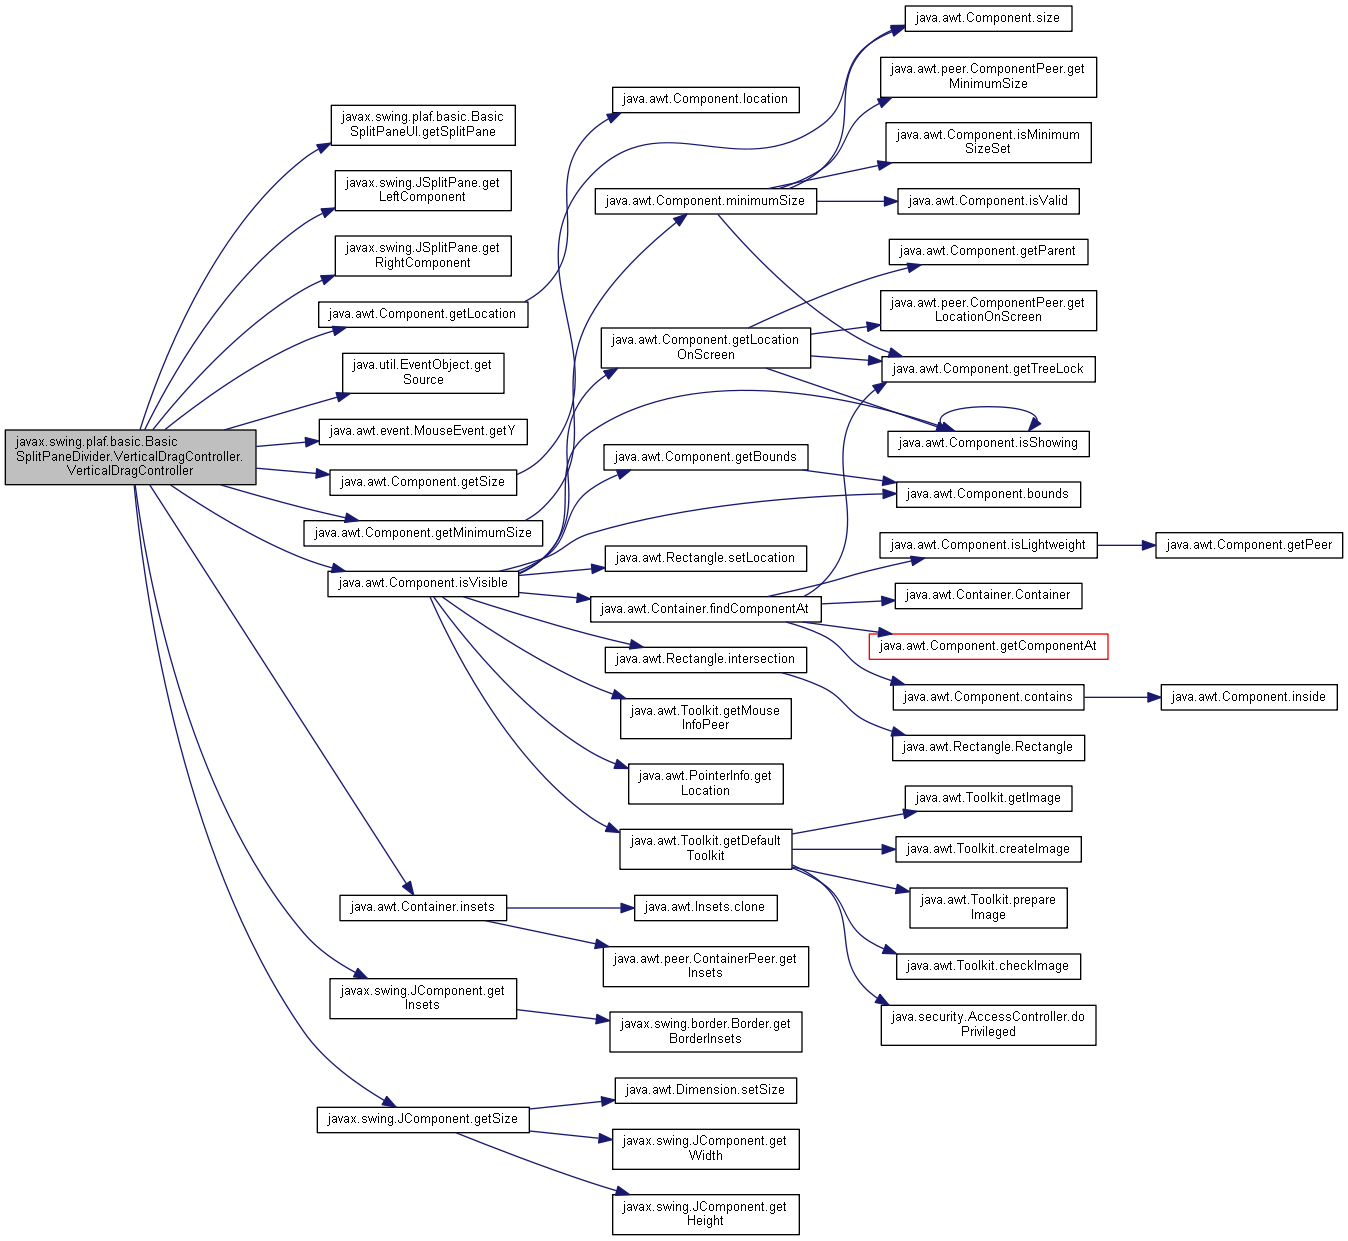 javax.swing.plaf.basic.Basic
SplitPaneDivider.VerticalDragController.
VerticalDragController
javax.swing.plaf.basic.Basic
SplitPaneUI.getSplitPane
javax.swing.JSplitPane.get
LeftComponent
javax.swing.JSplitPane.get
RightComponent
java.awt.Component.getLocation
java.util.EventObject.get
Source
java.awt.event.MouseEvent.getY
java.awt.Component.getSize
java.awt.Component.getMinimumSize
java.awt.Component.isVisible
java.awt.Container.insets
javax.swing.JComponent.get
Insets
javax.swing.JComponent.getSize
java.awt.Component.location
java.awt.Component.minimumSize
java.awt.Component.getLocation
OnScreen
java.awt.Component.getBounds
java.awt.Rectangle.setLocation
java.awt.Container.findComponentAt
java.awt.Rectangle.intersection
java.awt.Toolkit.getMouse
InfoPeer
java.awt.PointerInfo.get
Location
java.awt.Toolkit.getDefault
Toolkit
java.awt.Insets.clone
java.awt.peer.ContainerPeer.get
Insets
javax.swing.border.Border.get
BorderInsets
java.awt.Dimension.setSize
javax.swing.JComponent.get
Width
javax.swing.JComponent.get
Height
java.awt.Component.size
java.awt.peer.ComponentPeer.get
MinimumSize
java.awt.Component.isMinimum
SizeSet
java.awt.Component.isValid
java.awt.Component.getParent
java.awt.peer.ComponentPeer.get
LocationOnScreen
java.awt.Component.getTreeLock
java.awt.Component.isShowing
java.awt.Component.bounds
java.awt.Component.isLightweight
java.awt.Container.Container
java.awt.Component.getComponentAt
java.awt.Component.contains
java.awt.Rectangle.Rectangle
java.awt.Toolkit.getImage
java.awt.Toolkit.createImage
java.awt.Toolkit.prepare
Image
java.awt.Toolkit.checkImage
java.security.AccessController.do
Privileged
java.awt.Component.getPeer
java.awt.Component.inside